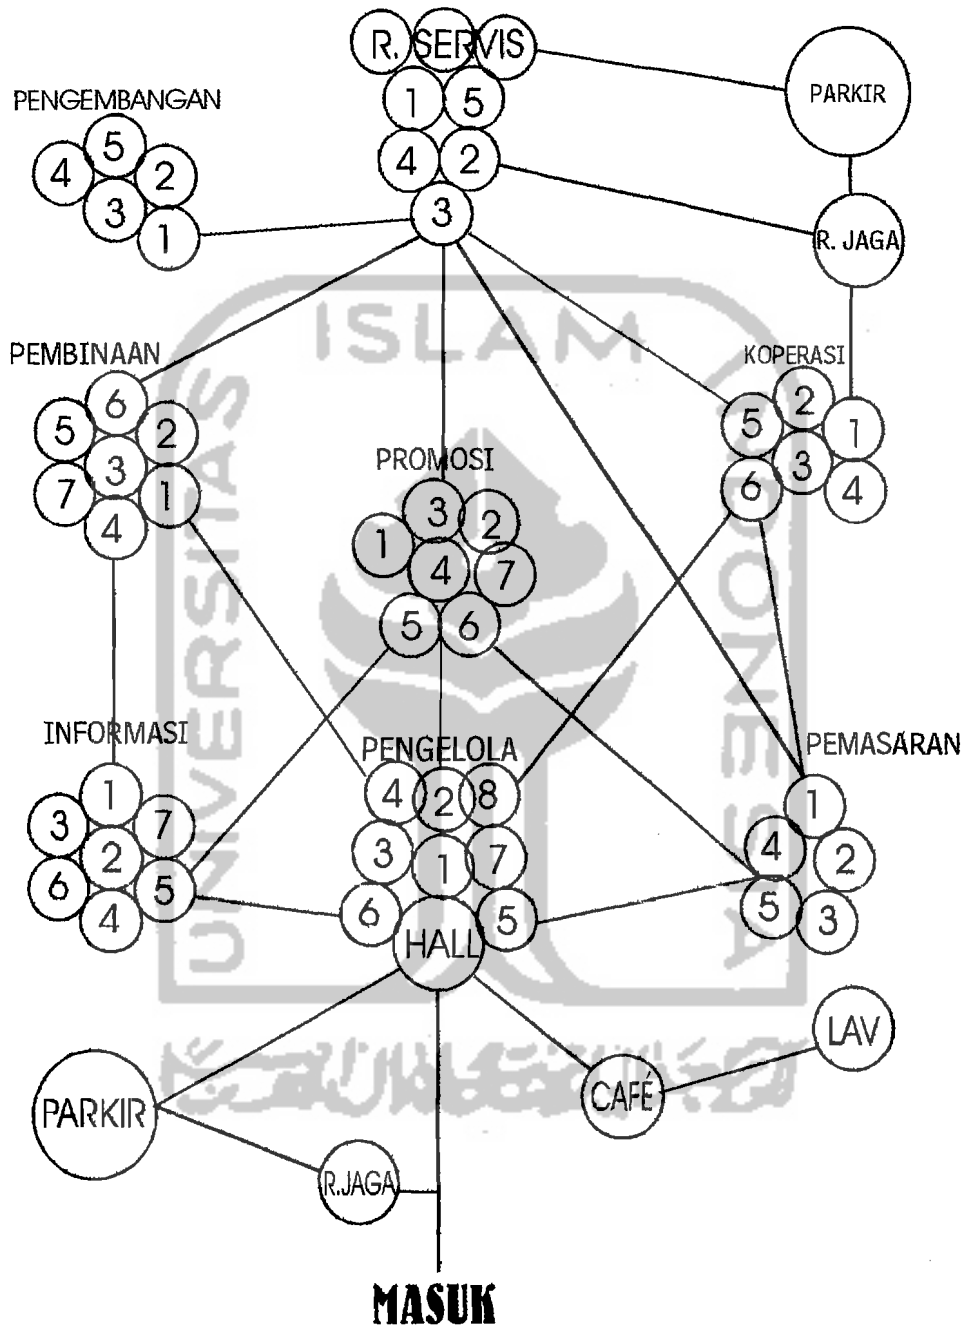 R. SERVIS
1 5
4 2
3
PARKIR
R. JAGA
PENGEMBANGAN
5
4 2
3
1
PEMBINAAN
6
5 2
3
7 1
4
PROMOSI
3 2
1
4 7
5 6
KOPERASI
2
5 1
3
6 4
INFORMASI
1
3 7
2
6 5
4
PENGELOLA
4 2 8
3 1 7
6 5
HALL
PEMASARAN
1
4 2
5 3
LAV
CAFÉ
PARKIR
R.JAGA
MASUK
ISLAM
UNIVERSITAS
INDONESIA